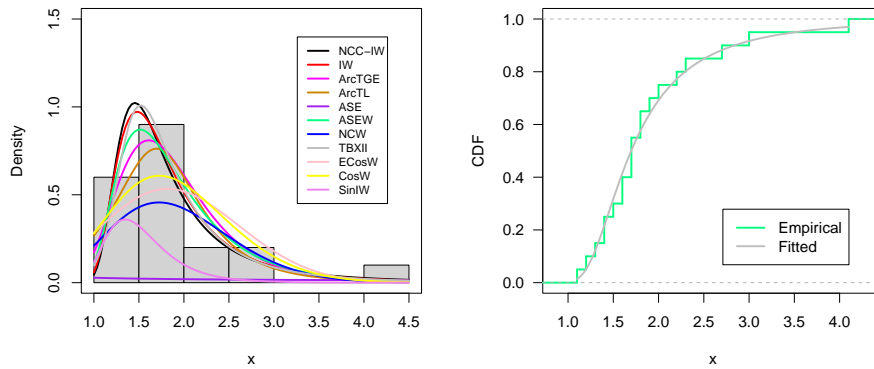 Density
0.0 0.5 1.0 1.5
NCC−IW
IW
ArcTGE
ArcTL
ASE
ASEW
NCW
TBXII
ECosW
CosW
SinIW
1.0 1.5 2.0 2.5 3.0 3.5 4.0 4.5
x
CDF
0.0 0.2 0.4 0.6 0.8 1.0
Empirical
Fitted
1.0 1.5 2.0 2.5 3.0 3.5 4.0
x